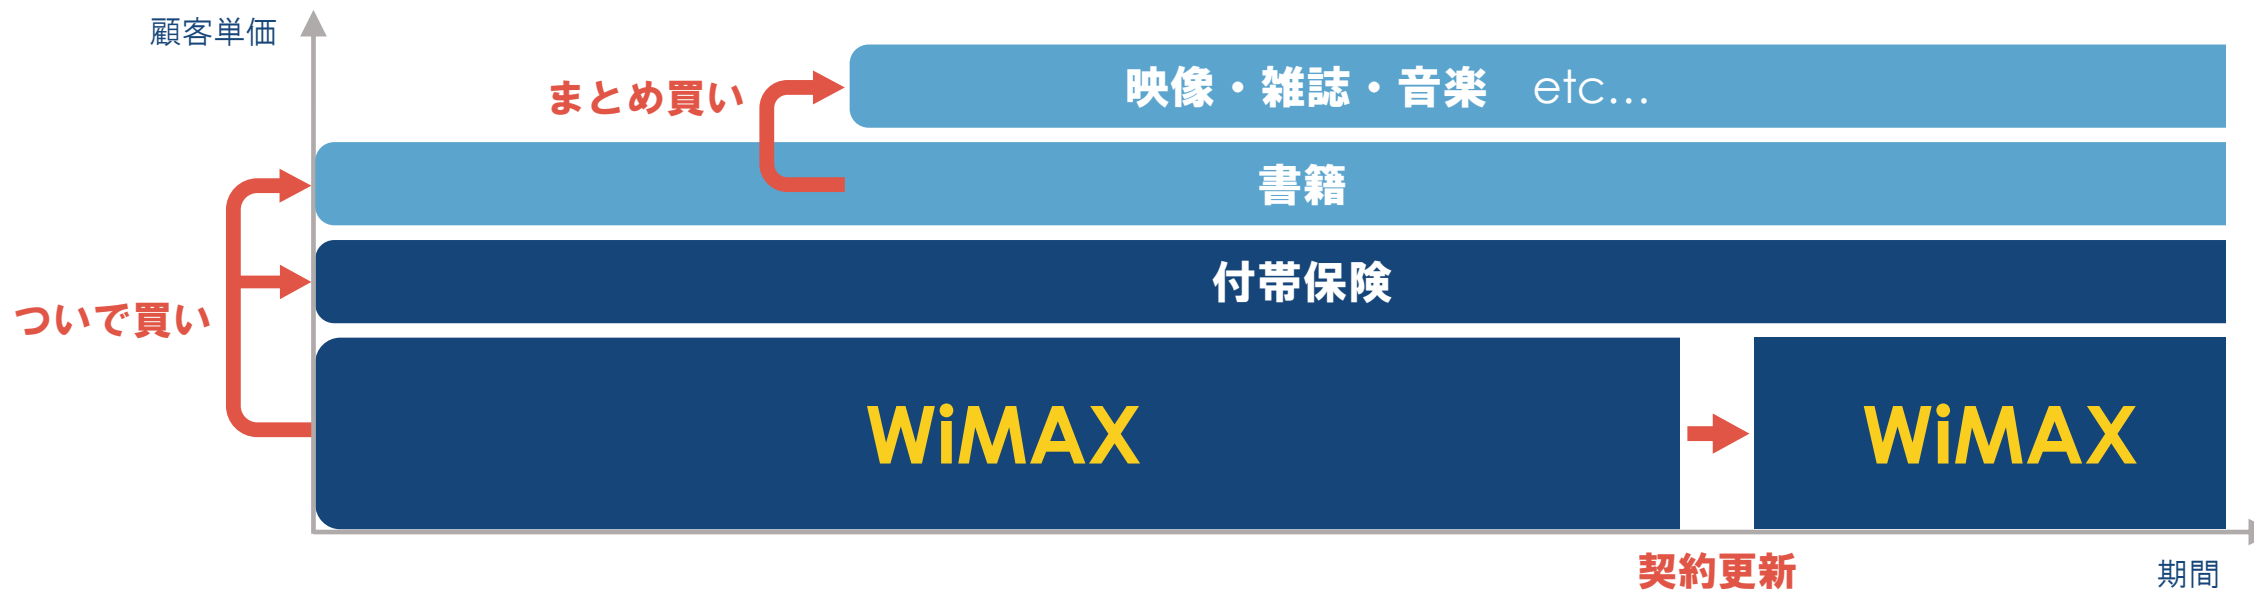 顧客単価
映像・雑誌・音楽　etc...
まとめ買い
書籍
付帯保険
ついで買い
WiMAX
WiMAX
契約更新
期間